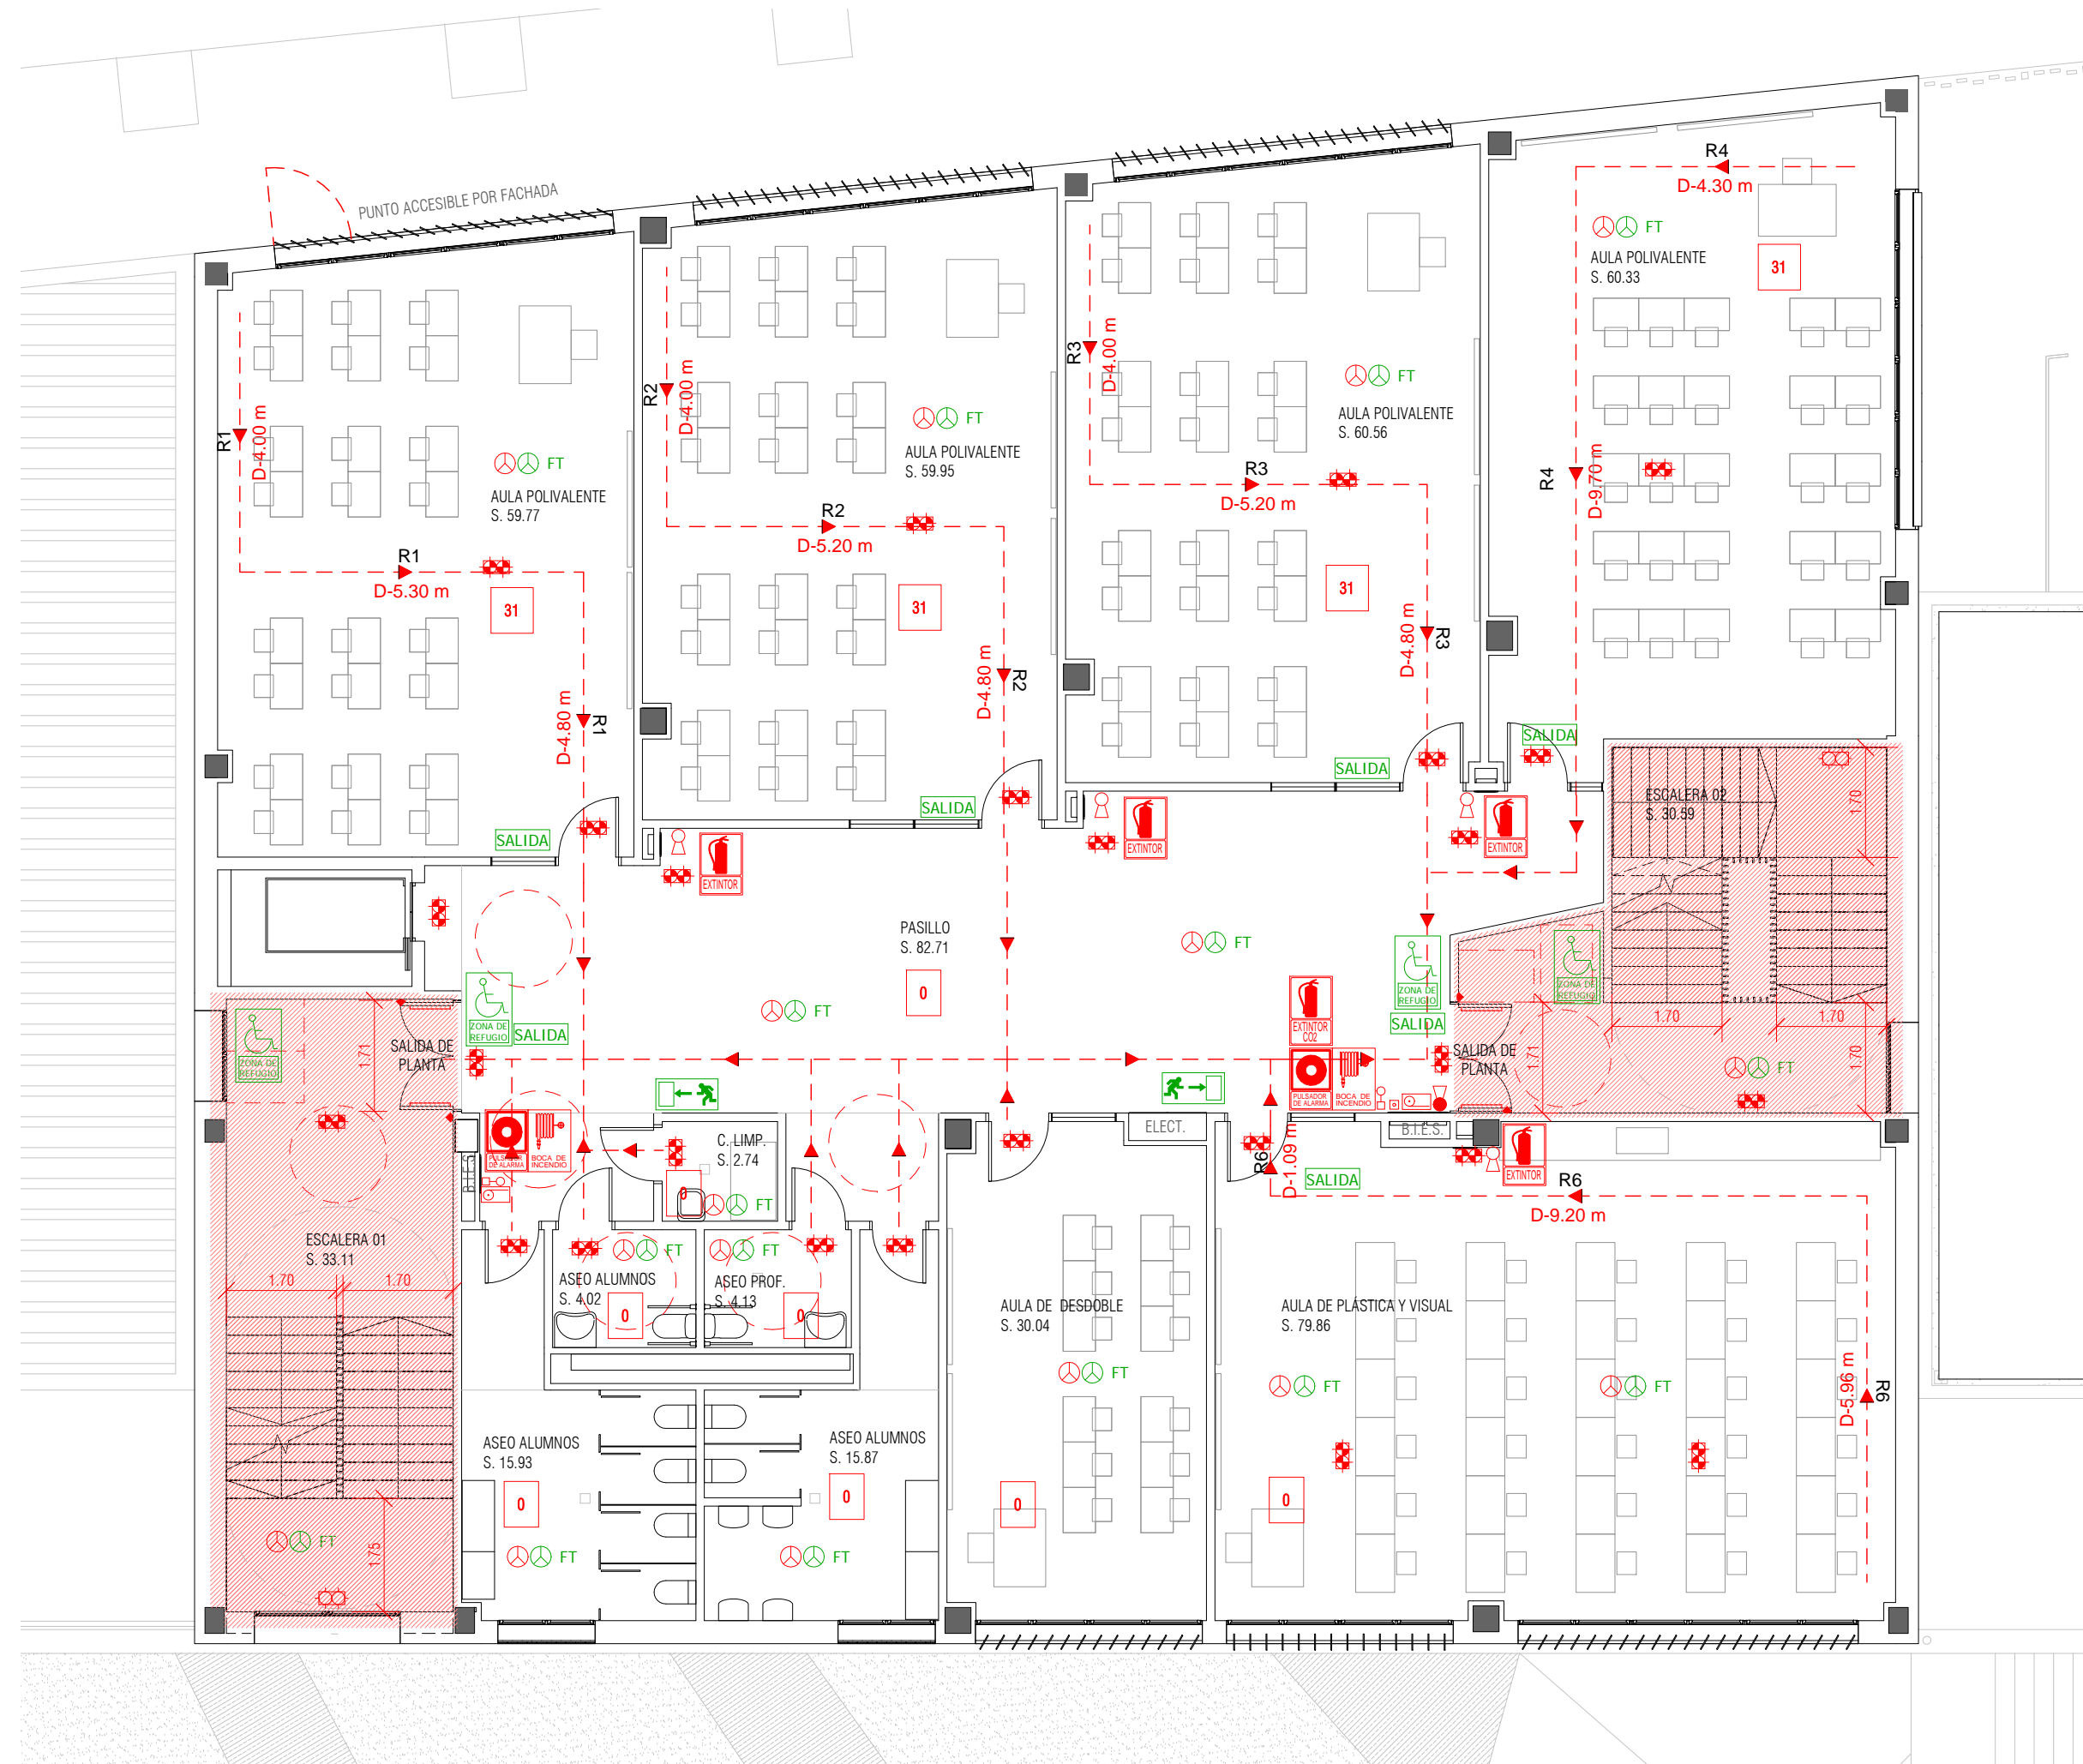 R4
D-4.30 m
PUNTO ACCESIBLE POR FACHADA
FT
AULA POLIVALENTE
S. 60.33
31
R3
D-4.00 m
FT
AULA POLIVALENTE
S. 60.56
R2
D-4.00 m
FT
AULA POLIVALENTE
S. 59.95
R1
D-4.00 m
FT
AULA POLIVALENTE
S. 59.77
R4
D-9.70 m
R3
D-5.20 m
R2
D-5.20 m
R1
D-5.30 m
31
31
31
31
D-4.80 m
R3
D-4.80 m
R2
D-4.80 m
R1
SALIDA
SALIDA
SALIDA
SALIDA
ESCALERA 02
S. 30.59
1.70
EXTINTOR
EXTINTOR
EXTINTOR
PASILLO
S. 82.71
0
FT
FT
ZONA DE
REFUGIO
SALIDA
ZONA DE
REFUGIO
ZONA DE
REFUGIO
SALIDA
ZONA DE
REFUGIO
EXTINTOR
CO2
1.70
1.70
1.71
SALIDA DE
PLANTA
1.71
SALIDA DE
PLANTA
1.70
FT
PULSADOR
DE ALARMA
BOCA DE
INCENDIO
PULSADOR
DE ALARMA
BOCA DE
INCENDIO
B.I.E.S.
C. LIMP.
S. 2.74
0
FT
ELECT.
B.I.E.S.
EXTINTOR
R6
D-1.09 m
SALIDA
R6
D-9.20 m
ESCALERA 01
S. 33.11
1.70
1.70
FT
ASEO ALUMNOS
S. 4.02
0
FT
ASEO PROF.
S. 4.13
0
AULA DE DESDOBLE
S. 30.04
FT
0
AULA DE PLÁSTICA Y VISUAL
S. 79.86
FT
FT
0
D-5.96 m
R6
ASEO ALUMNOS
S. 15.93
0
FT
ASEO ALUMNOS
S. 15.87
0
FT
FT
1.75